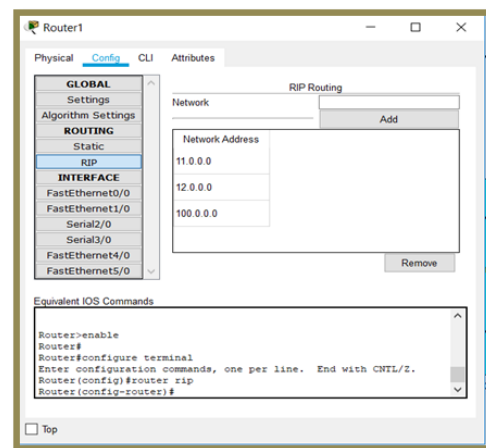 Router1
Physical Config CLI Attributes
GLOBAL
Settings
Algorithm Settings
ROUTING
Static
RIP
INTERFACE
FastEthernet0/0
FastEthernet1/0
Serial2/0
Serial3/0
FastEthernet4/0
FastEthernet5/0
RIP Routing
Network
Add
Network Address
11.0.0.0
12.0.0.0
100.0.0.0
Remove
Equivalent IOS Commands
Router>enable
Router#
Router#configure terminal
Enter configuration commands, one per line. End with CNTL/Z.
Router(config)#router rip
Router(config-router)#
Top